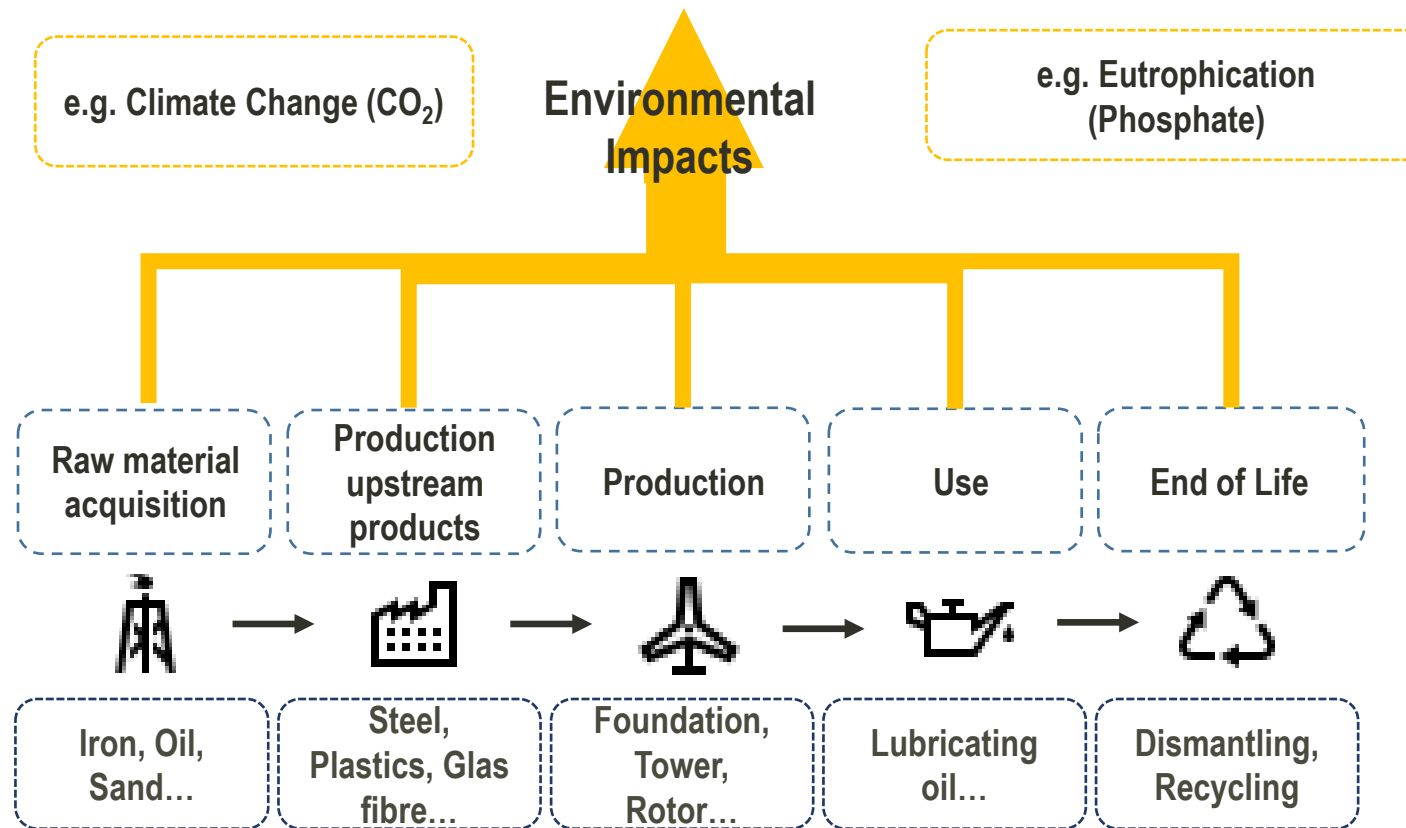 e.g. Climate Change (CO₂)
Environmental
Impacts
e.g. Eutrophication
(Phosphate)
Raw material
acquisition
Production
upstream
products
Production
Use
End of Life
Iron, Oil,
Sand…
Steel,
Plastics, Glas
fibre…
Foundation,
Tower,
Rotor…
Lubricating
oil…
Dismantling,
Recycling